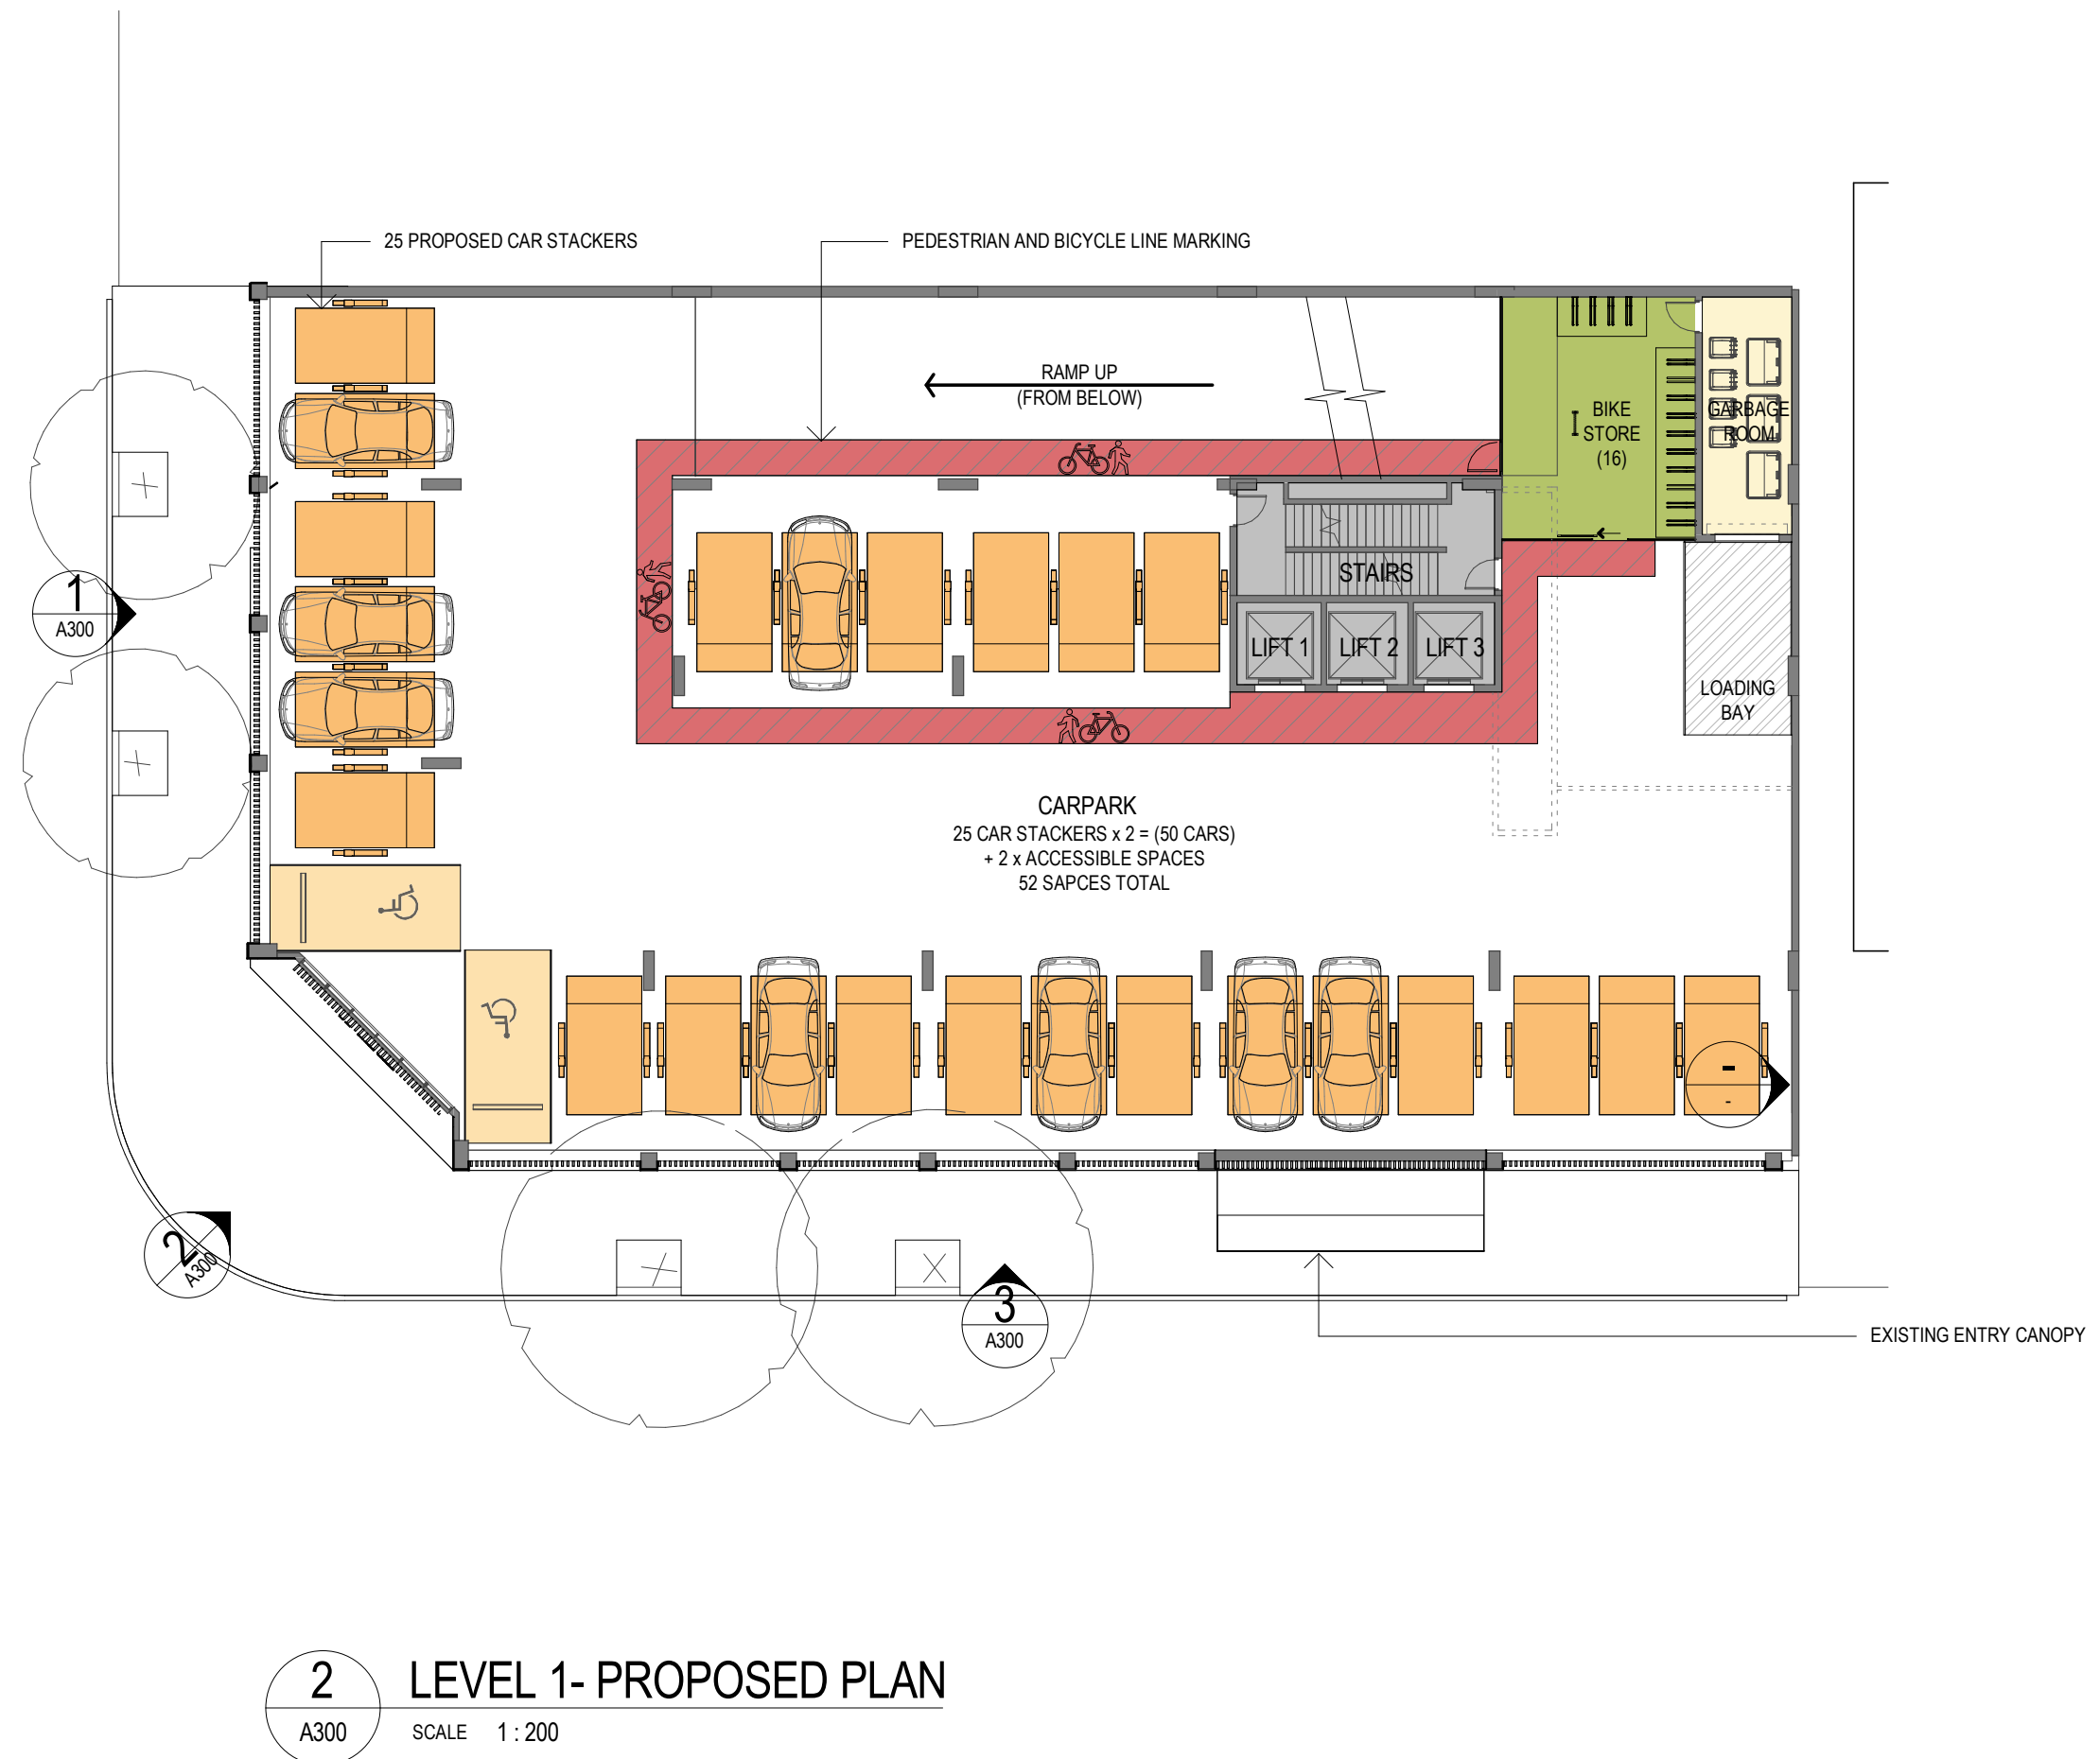 25 PROPOSED CAR STACKERS
PEDESTRIAN AND BICYCLE LINE MARKING
RAMP UP
(FROM BELOW)
BIKE
STORE
(16)
GARBAGE
ROOM
STAIRS
LIFT 1
LIFT 2
LIFT 3
LOADING
BAY
1
A300
CARPARK
25 CAR STACKERS x 2 = (50 CARS)
+ 2 x ACCESSIBLE SPACES
52 SAPCES TOTAL
-
-
2
A300
3
A300
EXISTING ENTRY CANOPY
2
A300
LEVEL 1- PROPOSED PLAN
SCALE 1 : 200